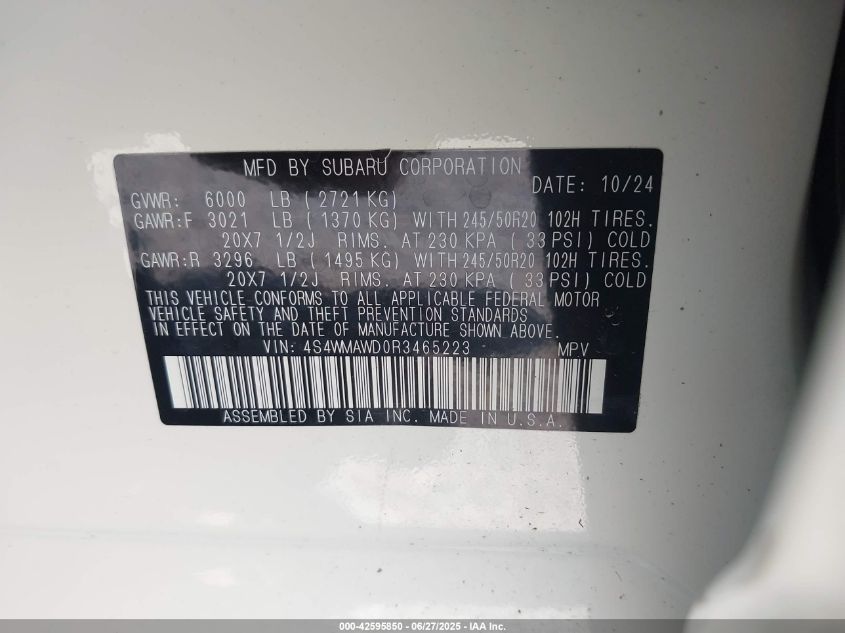 MFD BY SUBARU CORPORATION
DATE: 10/24
GVWR: 6000 LB ( 2721 KG)
GAWR:F 3021 LB ( 1370 KG) WITH 245/50R20 102H TIRES.
20X7 1/2J RIMS. AT 230 KPA ( 33 PSI) COLD
GAWR:R 3296 LB ( 1495 KG) WITH 245/50R20 102H TIRES.
20X7 1/2J RIMS. AT 230 KPA ( 33 PSI) COLD
THIS VEHICLE CONFORMS TO ALL APPLICABLE FEDERAL MOTOR
VEHICLE SAFETY AND THEFT PREVENTION STANDARDS
IN EFFECT ON THE DATE OF MANUFACTURE SHOWN ABOVE.
VIN: 4S4WMAWD0R3465223 MPV
ASSEMBLED BY SIA INC. MADE IN U.S.A.
000-42595850 - 06/27/2025 - IAA Inc.